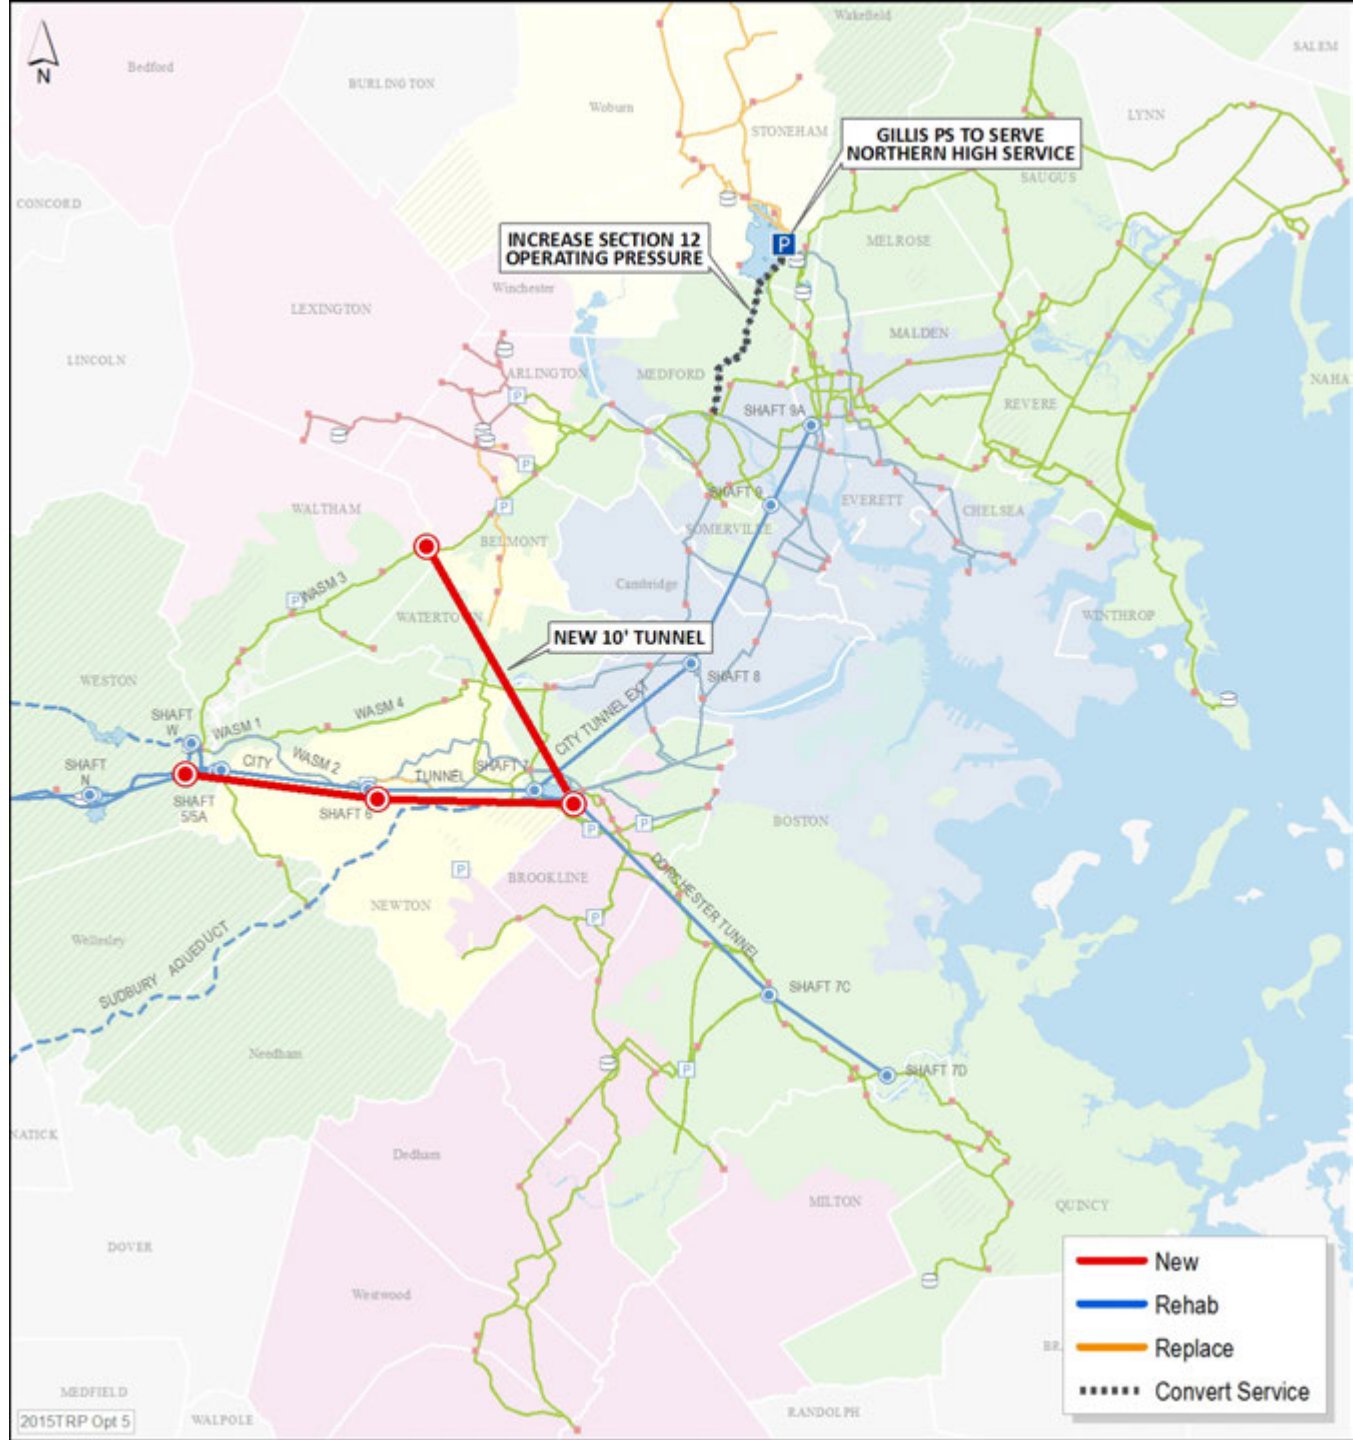 Wakefield
SALEM
Bedford
BURLINGTON
Woburn
LYNN
STONEHAM
GILLIS PS TO SERVE
NORTHERN HIGH SERVICE
SAUGUS
N
CONCORD
INCREASE SECTION 12
OPERATING PRESSURE
P
MELROSE
Winchester
LEXINGTON
MALDEN
LINCOLN
ARLINGTON
MEDFORD
NAHA
P
REVERE
SHAFT 9A
P
SHAFT 9
EVERETT
WALTHAM
P
CHELSEA
SOMERVILLE
BELMONT
Cambridge
WASM 3
P
WATERTOWN
WINTHROP
NEW 10' TUNNEL
WESTON
SHAFT 8
SHAFT
W
WASM 4
CITY TUNNEL EXT
WASM 1
CITY
WASM 2
TUNNEL
SHAFT 7
SHAFT
N
SHAFT
5/5A
SHAFT 6
BOSTON
P
P
P
DORCHESTER TUNNEL
BROOKLINE
NEWTON
P
Wellesley
SUDBURY AQUEDUCT
SHAFT 7C
Needham
P
SHAFT 7D
NATICK
Dedham
MILTON
QUINCY
DOVER
New
Westwood
Rehab
BR
Replace
MEDFIELD
Convert Service
2015TRP Opt 5
WALPOLE
RANDOLPH